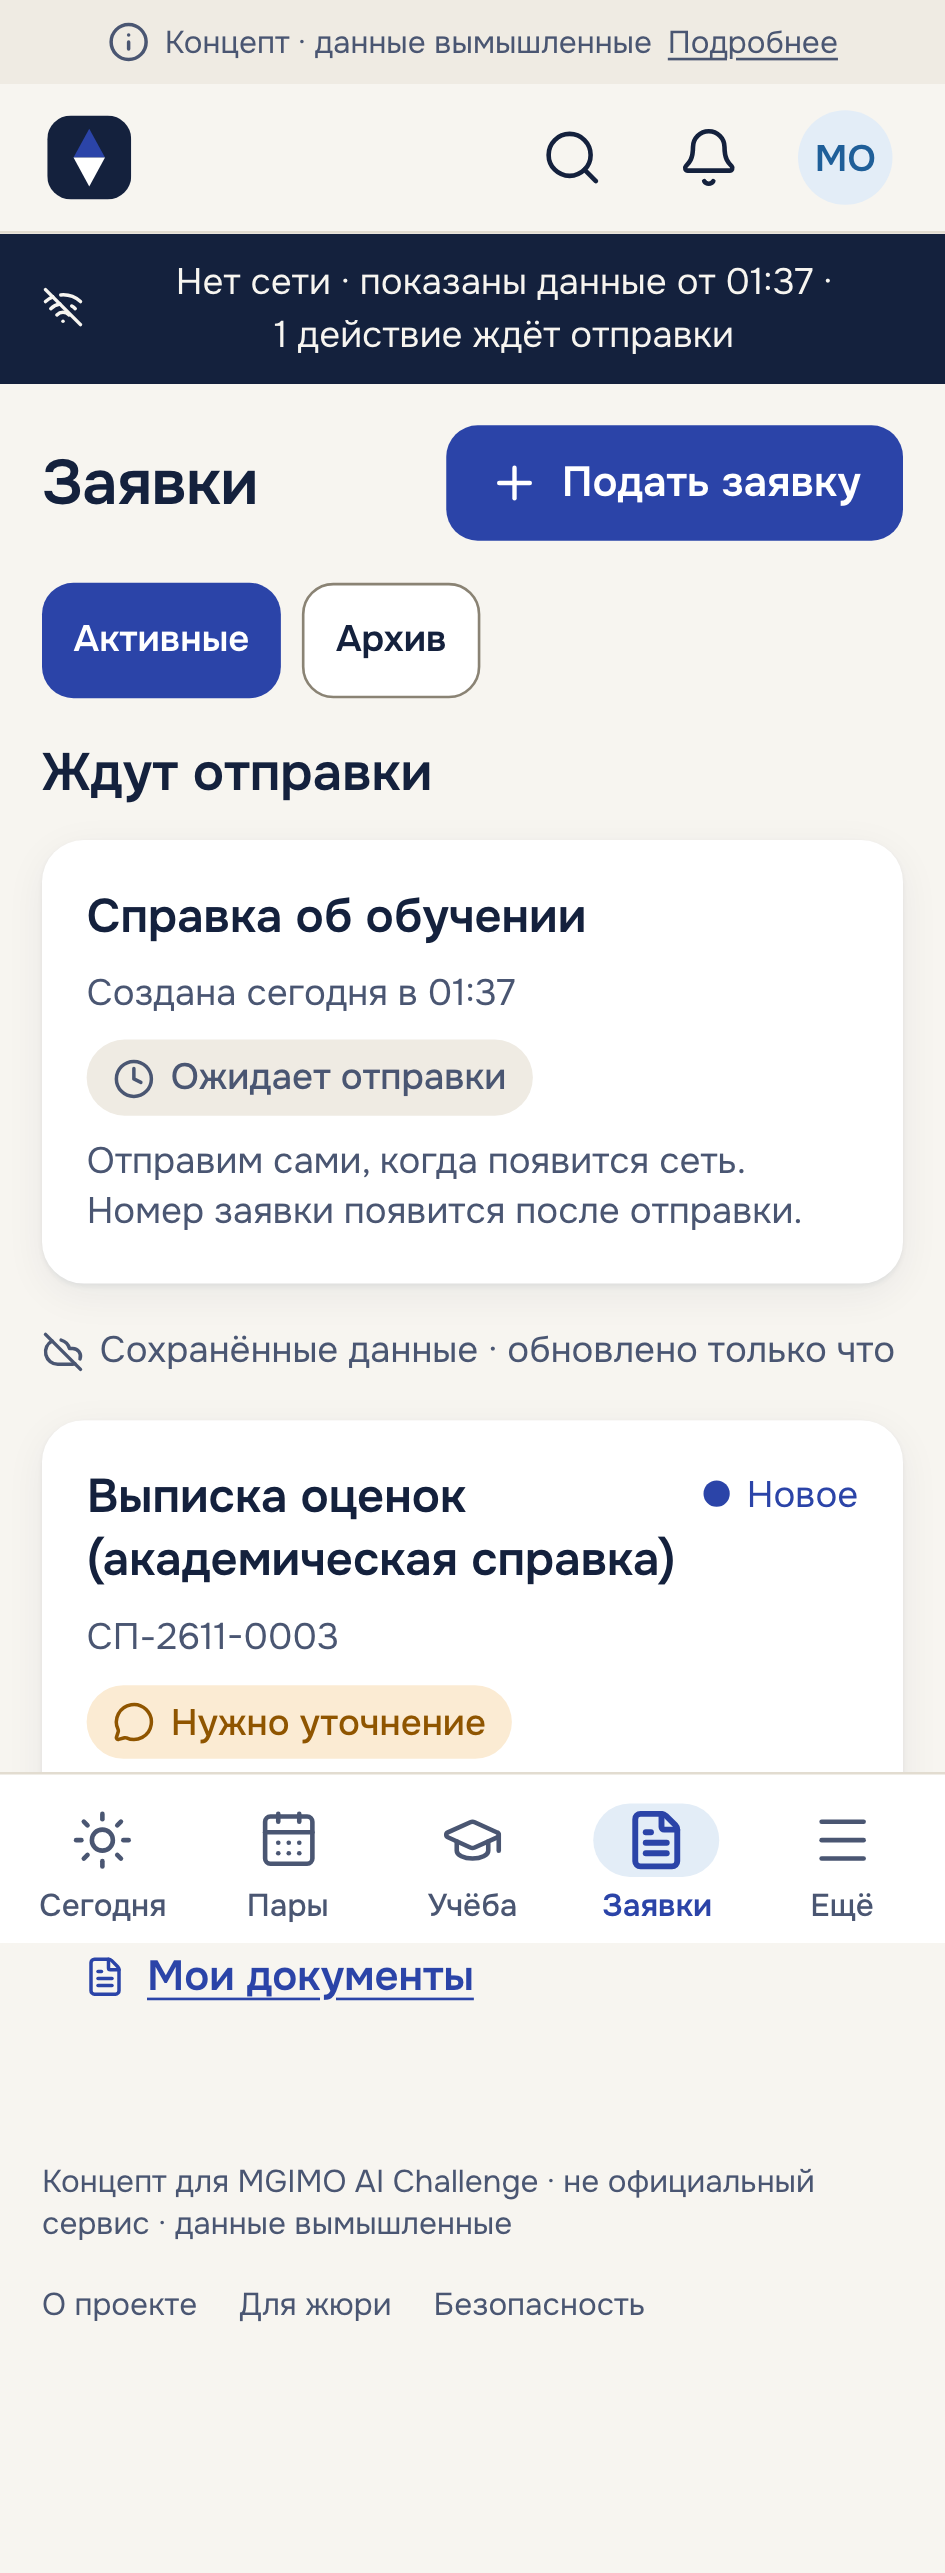 Концепт · данные вымышленные Подробнее
МО
Нет сети · показаны данные от 01:37 ·
1 действие ждёт отправки
Заявки
Подать заявку
Активные
Архив
Ждут отправки
Справка об обучении
Создана сегодня в 01:37
Ожидает отправки
Отправим сами, когда появится сеть.
Номер заявки появится после отправки.
Сохранённые данные · обновлено только что
Выписка оценок
(академическая справка)
Новое
СП-2611-0003
Нужно уточнение
Сегодня
Пары
Учёба
Заявки
Ещё
Мои документы
Концепт для MGIMO AI Challenge · не официальный
сервис · данные вымышленные
О проекте
Для жюри
Безопасность